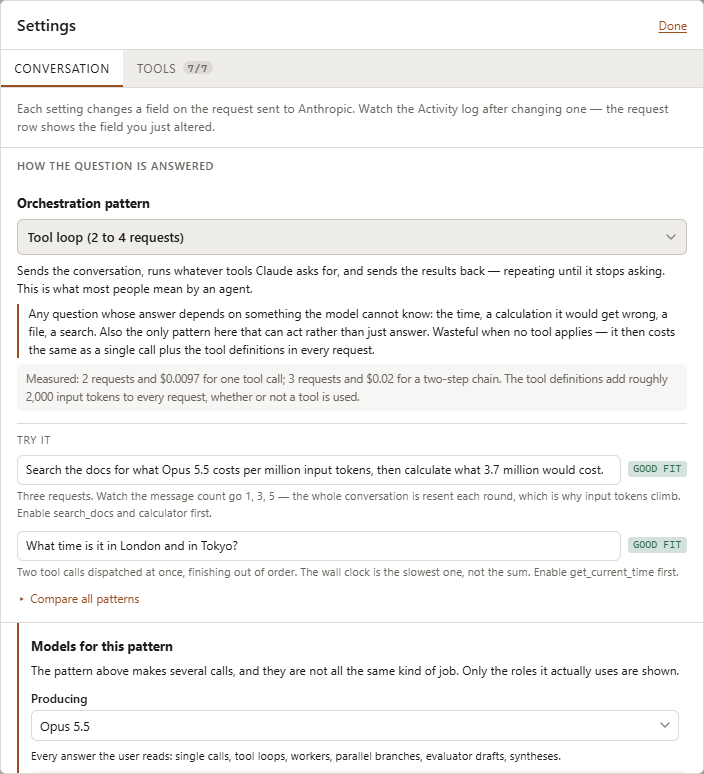 Settings
Done
CONVERSATION
TOOLS 7/7
Each setting changes a field on the request sent to Anthropic. Watch the Activity log after changing one — the request
row shows the field you just altered.
HOW THE QUESTION IS ANSWERED
Orchestration pattern
Tool loop (2 to 4 requests)
Sends the conversation, runs whatever tools Claude asks for, and sends the results back — repeating until it stops asking.
This is what most people mean by an agent.
Any question whose answer depends on something the model cannot know: the time, a calculation it would get wrong, a
file, a search. Also the only pattern here that can act rather than just answer. Wasteful when no tool applies — it then costs
the same as a single call plus the tool definitions in every request.
Measured: 2 requests and $0.0097 for one tool call; 3 requests and $0.02 for a two-step chain. The tool definitions add roughly
2,000 input tokens to every request, whether or not a tool is used.
TRY IT
Search the docs for what Opus 5.5 costs per million input tokens, then calculate what 3.7 million would cost.
GOOD FIT
Three requests. Watch the message count go 1, 3, 5 — the whole conversation is resent each round, which is why input tokens climb.
Enable search_docs and calculator first.
What time is it in London and in Tokyo?
GOOD FIT
Two tool calls dispatched at once, finishing out of order. The wall clock is the slowest one, not the sum. Enable get_current_time first.
▸ Compare all patterns
Models for this pattern
The pattern above makes several calls, and they are not all the same kind of job. Only the roles it actually uses are shown.
Producing
Opus 5.5
Every answer the user reads: single calls, tool loops, workers, parallel branches, evaluator drafts, syntheses.